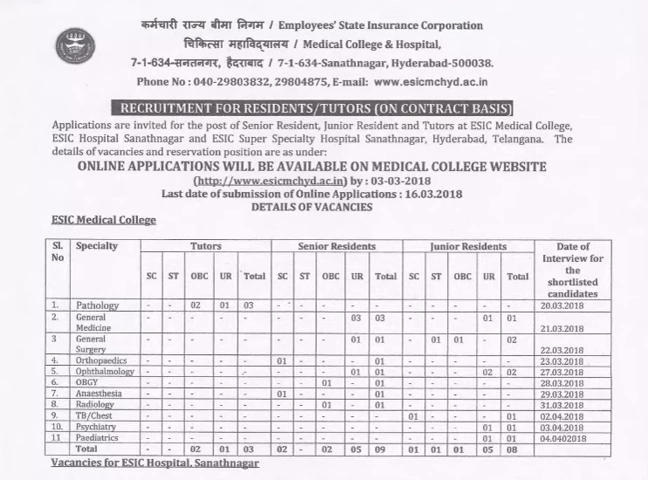 कर्मचारी राज्य बीमा निगम / Employees' State Insurance Corporation
चिकित्सा महाविद्यालय / Medical College & Hospital,
7-1-634-सनतनगर, हैदराबाद / 7-1-634-Sanathnagar, Hyderabad-500038.
Phone No : 040-29803832, 29804875, E-mail: www.esicmchyd.ac.in
RECRUITMENT FOR RESIDENTS/TUTORS (ON CONTRACT BASIS)
Applications are invited for the post of Senior Resident, Junior Resident and Tutors at ESIC Medical College,
ESIC Hospital Sanathnagar and ESIC Super Specialty Hospital Sanathnagar, Hyderabad, Telangana. The
details of vacancies and reservation position are as under:
ONLINE APPLICATIONS WILL BE AVAILABLE ON MEDICAL COLLEGE WEBSITE
(http://www.esicmchyd.ac.in) by : 03-03-2018
Last date of submission of Online Applications : 16.03.2018
DETAILS OF VACANCIES
ESIC Medical College
Sl. No Specialty Tutors Senior Residents Junior Residents Date of Interview for the shortlisted candidates
SC ST OBC UR Total SC ST OBC UR Total SC ST OBC UR Total
1. Pathology - - 02 01 03 - - - - - - - - - - 20.03.2018
2. General Medicine - - - - - - - - 03 03 - - - 01 01 21.03.2018
3 General Surgery - - - - - - - - 01 01 - 01 01 - 02 22.03.2018
4. Orthopaedics - - - - - 01 - - - 01 - - - - - 23.03.2018
5. Ophthalmology - - - - - - - - 01 01 - - - 02 02 27.03.2018
6. OBGY - - - - - - - 01 - 01 - - - - - 28.03.2018
7. Anaesthesia - - - - - 01 - - - 01 - - - - - 29.03.2018
8. Radiology - - - - - - - 01 - 01 - - - - - 31.03.2018
9. TB/Chest - - - - - - - - - - 01 - - - 01 02.04.2018
10. Psychiatry - - - - - - - - - - - - - 01 01 03.04.2018
11 Paediatrics - - - - - - - - - - - - - 01 01 04.0402018
Total - - 02 01 03 02 - 02 05 09 01 01 01 05 08
Vacancies for ESIC Hospital, Sanathnagar